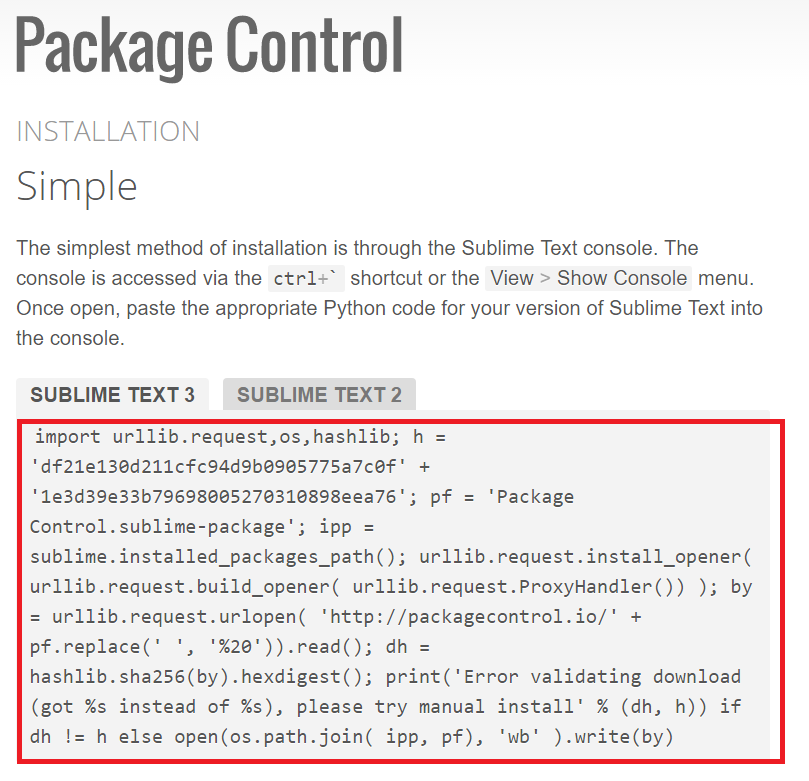 Package Control
INSTALLATION
Simple
The simplest method of installation is through the Sublime Text console. The
console is accessed via the ctrl+` shortcut or the View > Show Console menu.
Once open, paste the appropriate Python code for your version of Sublime Text into
the console.
SUBLIME TEXT 3 SUBLIME TEXT 2
import urllib.request,os,hashlib; h =
'df21e130d211cfc94d9b0905775a7c0f' +
'1e3d39e33b79698005270310898eea76'; pf = 'Package
Control.sublime-package'; ipp =
sublime.installed_packages_path(); urllib.request.install_opener(
urllib.request.build_opener( urllib.request.ProxyHandler()) ); by
= urllib.request.urlopen( 'http://packagecontrol.io/' +
pf.replace(' ', '%20')).read(); dh =
hashlib.sha256(by).hexdigest(); print('Error validating download
(got %s instead of %s), please try manual install' % (dh, h)) if
dh != h else open(os.path.join( ipp, pf), 'wb' ).write(by)